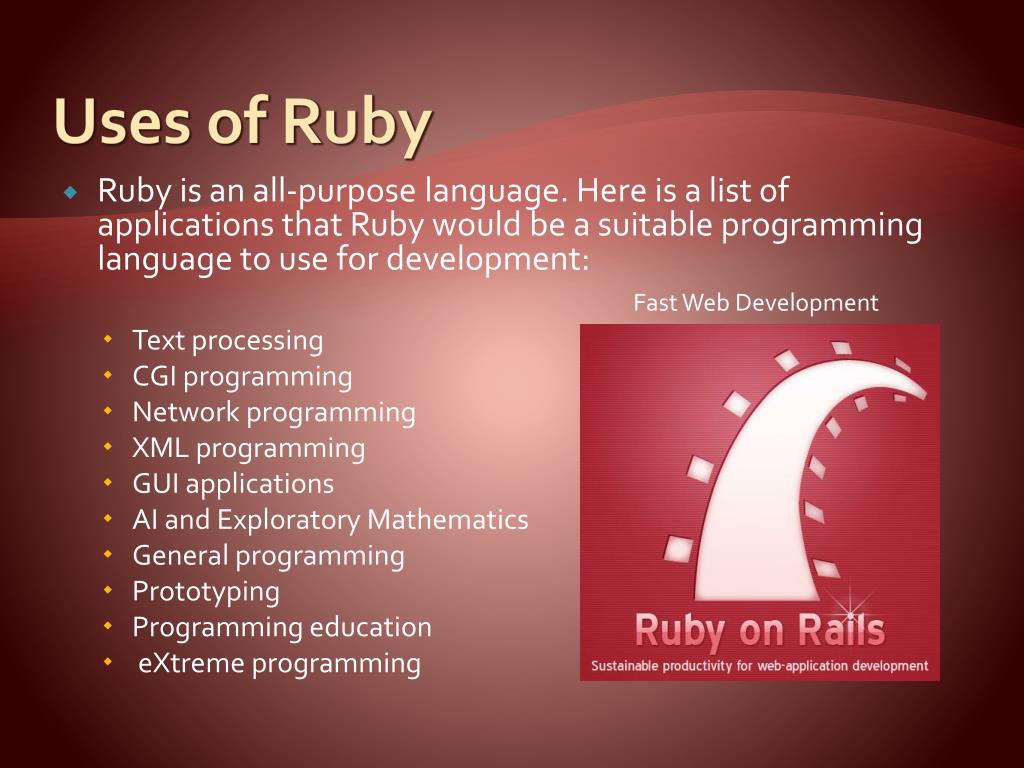 Uses of Ruby
Ruby is an all-purpose language. Here is a list of
applications that Ruby would be a suitable programming
language to use for development:
Fast Web Development
Text processing
CGI programming
Network programming
XML programming
GUI applications
AI and Exploratory Mathematics
General programming
Prototyping
Programming education
eXtreme programming
Ruby on Rails
Sustainable productivity for web-application development